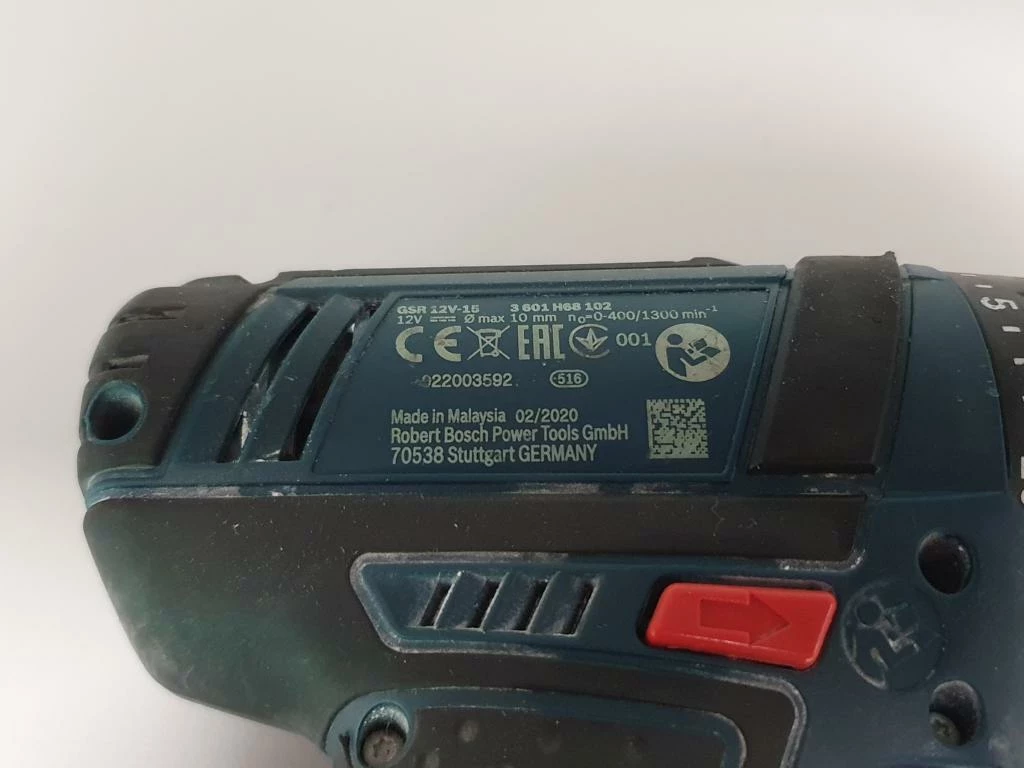 GSR 12V-15 3 601 H68 102
12V ⎓ Ø max 10 mm n₀=0-400/1300 min⁻¹
CE EAC 001
022003592 516
Made in Malaysia 02/2020
Robert Bosch Power Tools GmbH
70538 Stuttgart GERMANY
5